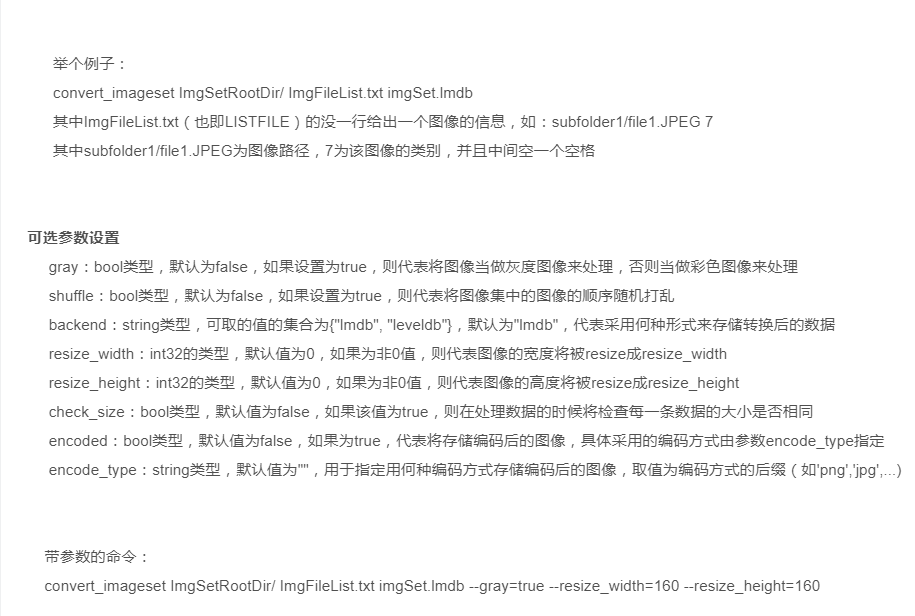 举个例子：
convert_imageset ImgSetRootDir/ ImgFileList.txt imgSet.lmdb
其中ImgFileList.txt（也即LISTFILE）的没一行给出一个图像的信息，如：subfolder1/file1.JPEG 7
其中subfolder1/file1.JPEG为图像路径，7为该图像的类别，并且中间空一个空格
可选参数设置
gray：bool类型，默认为false，如果设置为true，则代表将图像当做灰度图像来处理，否则当做彩色图像来处理
shuffle：bool类型，默认为false，如果设置为true，则代表将图像集中的图像的顺序随机打乱
backend：string类型，可取的值的集合为{"lmdb", "leveldb"}，默认为"lmdb"，代表采用何种形式来存储转换后的数据
resize_width：int32的类型，默认值为0，如果为非0值，则代表图像的宽度将被resize成resize_width
resize_height：int32的类型，默认值为0，如果为非0值，则代表图像的高度将被resize成resize_height
check_size：bool类型，默认值为false，如果该值为true，则在处理数据的时候将检查每一条数据的大小是否相同
encoded：bool类型，默认值为false，如果为true，代表将存储编码后的图像，具体采用的编码方式由参数encode_type指定
encode_type：string类型，默认值为""，用于指定用何种编码方式存储编码后的图像，取值为编码方式的后缀（如'png','jpg',...)
带参数的命令：
convert_imageset ImgSetRootDir/ ImgFileList.txt imgSet.lmdb --gray=true --resize_width=160 --resize_height=160